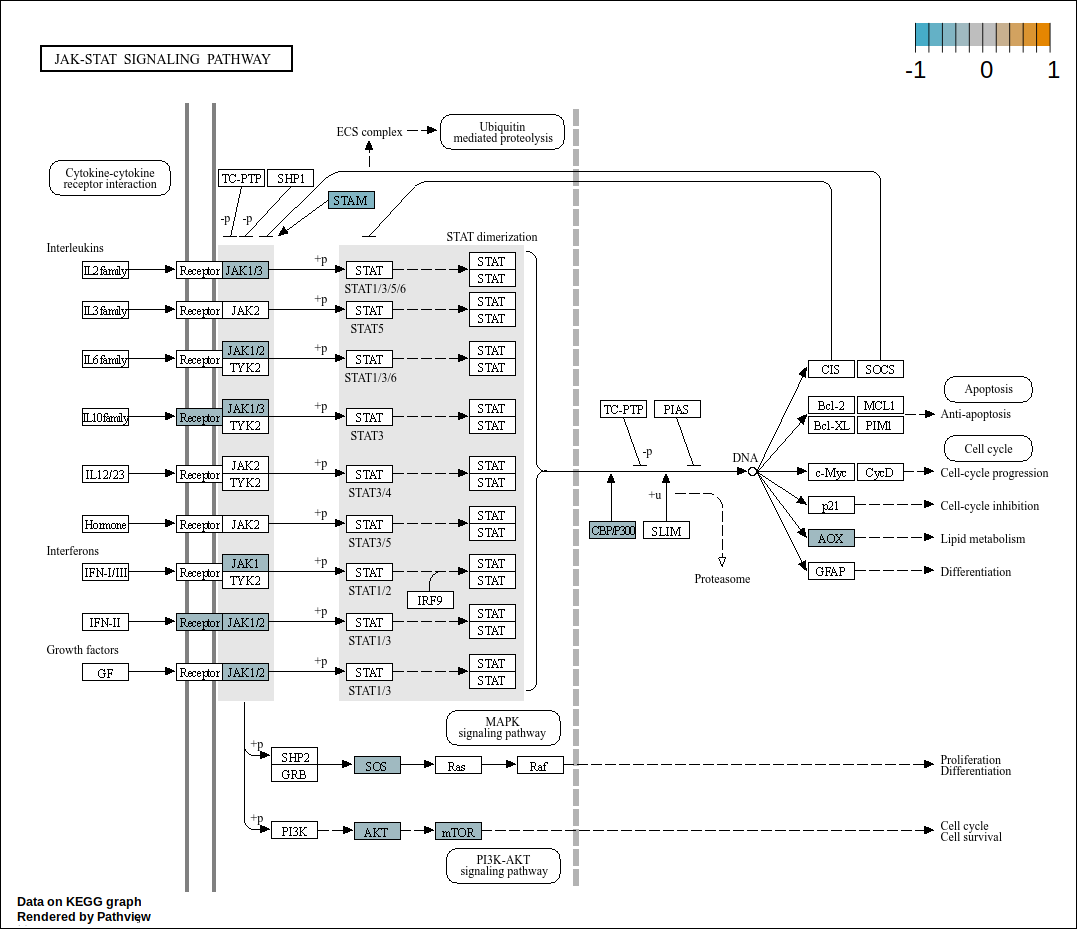 JAK-STAT SIGNALING PATHWAY
-1 0 1
ECS complex
Ubiquitin
mediated proteolysis
Cytokine-cytokine
receptor interaction
TC-PTP SHP1
STAM
-p -p
Interleukins
STAT dimerization
IL2 family Receptor JAK1/3 +p STAT STAT
STAT
STAT1/3/5/6
IL3 family Receptor JAK2 +p STAT STAT
STAT
STAT5
IL6 family Receptor JAK1/2 +p STAT STAT
TYK2 STAT
STAT1/3/6
CIS SOCS
Apoptosis
IL10 family Receptor JAK1/3 +p STAT STAT
TYK2 STAT
STAT3
TC-PTP PIAS
Bcl-2 MCL1
Anti-apoptosis
Bcl-XL PIM1
-p
Cell cycle
DNA
IL12/23 Receptor JAK2 +p STAT STAT
TYK2 STAT
STAT3/4
c-Myc CycD Cell-cycle progression
+u
p21 Cell-cycle inhibition
Hormone Receptor JAK2 +p STAT STAT
STAT
STAT3/5
CBP/P300 SLIM
AOX Lipid metabolism
Interferons
IFN-I/III Receptor JAK1 +p STAT STAT
TYK2 STAT
STAT1/2
IRF9
Proteasome
GFAP Differentiation
IFN-II Receptor JAK1/2 +p STAT STAT
STAT
STAT1/3
Growth factors
GF Receptor JAK1/2 +p STAT STAT
STAT
STAT1/3
MAPK
signaling pathway
+p
SHP2
GRB
SOS Ras Raf
Proliferation
Differentiation
+p
PI3K AKT mTOR
Cell cycle
Cell survival
PI3K-AKT
signaling pathway
Data on KEGG graph
Rendered by Pathview